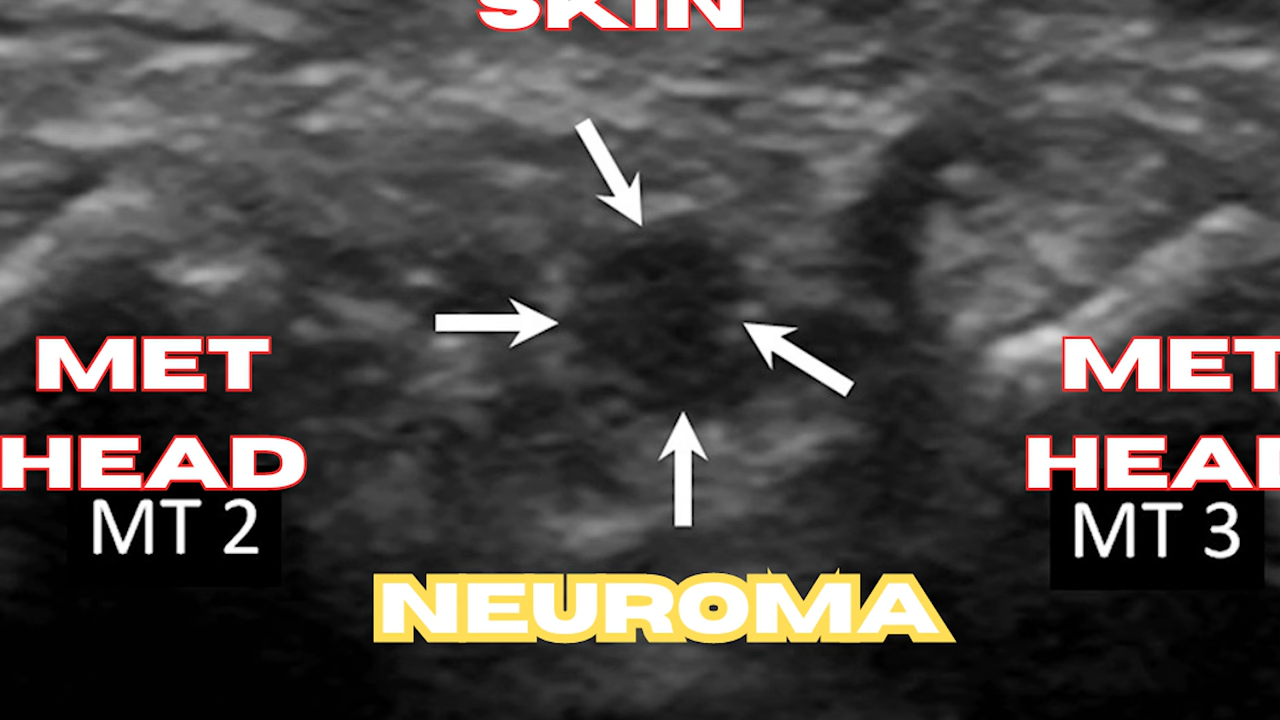 SKIN
MET
HEAD
MT 2
MET
HEAD
MT 3
NEUROMA